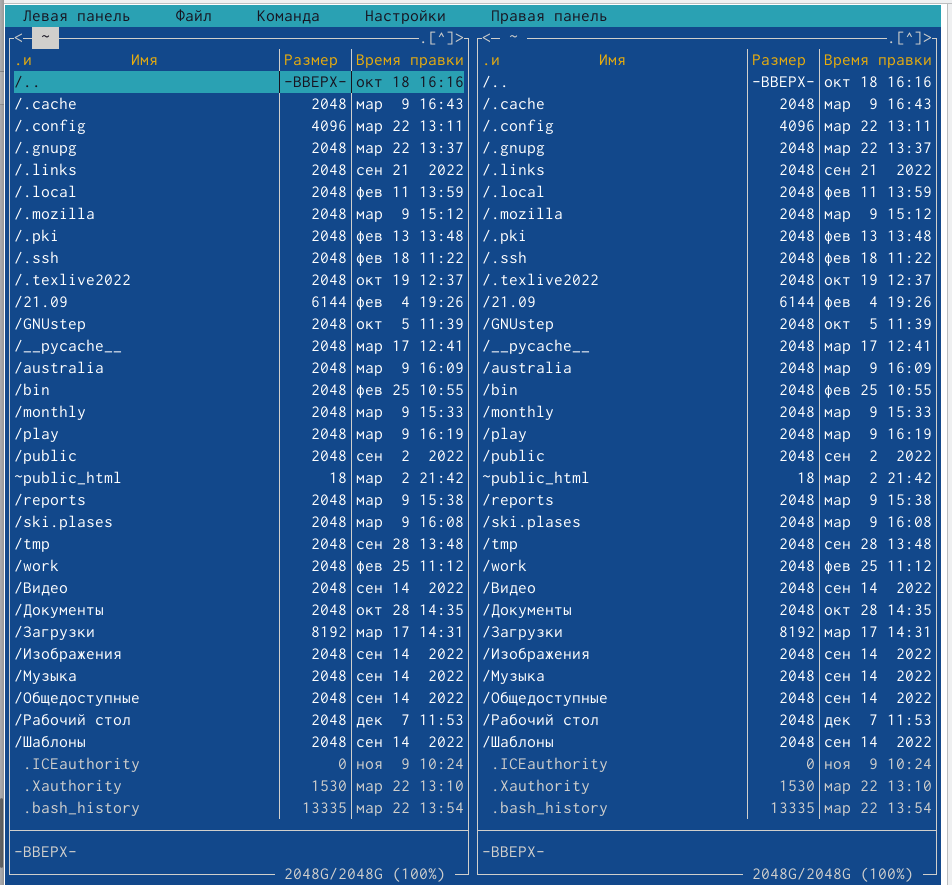 Левая панель Файл Команда Настройки Правая панель
<─ ~ .[^]> <─ ~ .[^]>
.и Имя Размер Время правки .и Имя Размер Время правки
/.. -ВВЕРХ- окт 18 16:16 /.. -ВВЕРХ- окт 18 16:16
/.cache 2048 мар 9 16:43 /.cache 2048 мар 9 16:43
/.config 4096 мар 22 13:11 /.config 4096 мар 22 13:11
/.gnupg 2048 мар 22 13:37 /.gnupg 2048 мар 22 13:37
/.links 2048 сен 21 2022 /.links 2048 сен 21 2022
/.local 2048 фев 11 13:59 /.local 2048 фев 11 13:59
/.mozilla 2048 мар 9 15:12 /.mozilla 2048 мар 9 15:12
/.pki 2048 фев 13 13:48 /.pki 2048 фев 13 13:48
/.ssh 2048 фев 18 11:22 /.ssh 2048 фев 18 11:22
/.texlive2022 2048 окт 19 12:37 /.texlive2022 2048 окт 19 12:37
/21.09 6144 фев 4 19:26 /21.09 6144 фев 4 19:26
/GNUstep 2048 окт 5 11:39 /GNUstep 2048 окт 5 11:39
/__pycache__ 2048 мар 17 12:41 /__pycache__ 2048 мар 17 12:41
/australia 2048 мар 9 16:09 /australia 2048 мар 9 16:09
/bin 2048 фев 25 10:55 /bin 2048 фев 25 10:55
/monthly 2048 мар 9 15:33 /monthly 2048 мар 9 15:33
/play 2048 мар 9 16:19 /play 2048 мар 9 16:19
/public 2048 сен 2 2022 /public 2048 сен 2 2022
~public_html 18 мар 2 21:42 ~public_html 18 мар 2 21:42
/reports 2048 мар 9 15:38 /reports 2048 мар 9 15:38
/ski.plases 2048 мар 9 16:08 /ski.plases 2048 мар 9 16:08
/tmp 2048 сен 28 13:48 /tmp 2048 сен 28 13:48
/work 2048 фев 25 11:12 /work 2048 фев 25 11:12
/Видео 2048 сен 14 2022 /Видео 2048 сен 14 2022
/Документы 2048 окт 28 14:35 /Документы 2048 окт 28 14:35
/Загрузки 8192 мар 17 14:31 /Загрузки 8192 мар 17 14:31
/Изображения 2048 сен 14 2022 /Изображения 2048 сен 14 2022
/Музыка 2048 сен 14 2022 /Музыка 2048 сен 14 2022
/Общедоступные 2048 сен 14 2022 /Общедоступные 2048 сен 14 2022
/Рабочий стол 2048 дек 7 11:53 /Рабочий стол 2048 дек 7 11:53
/Шаблоны 2048 сен 14 2022 /Шаблоны 2048 сен 14 2022
.ICEauthority 0 ноя 9 10:24 .ICEauthority 0 ноя 9 10:24
.Xauthority 1530 мар 22 13:10 .Xauthority 1530 мар 22 13:10
.bash_history 13335 мар 22 13:54 .bash_history 13335 мар 22 13:54
-ВВЕРХ- -ВВЕРХ-
2048G/2048G (100%) 2048G/2048G (100%)